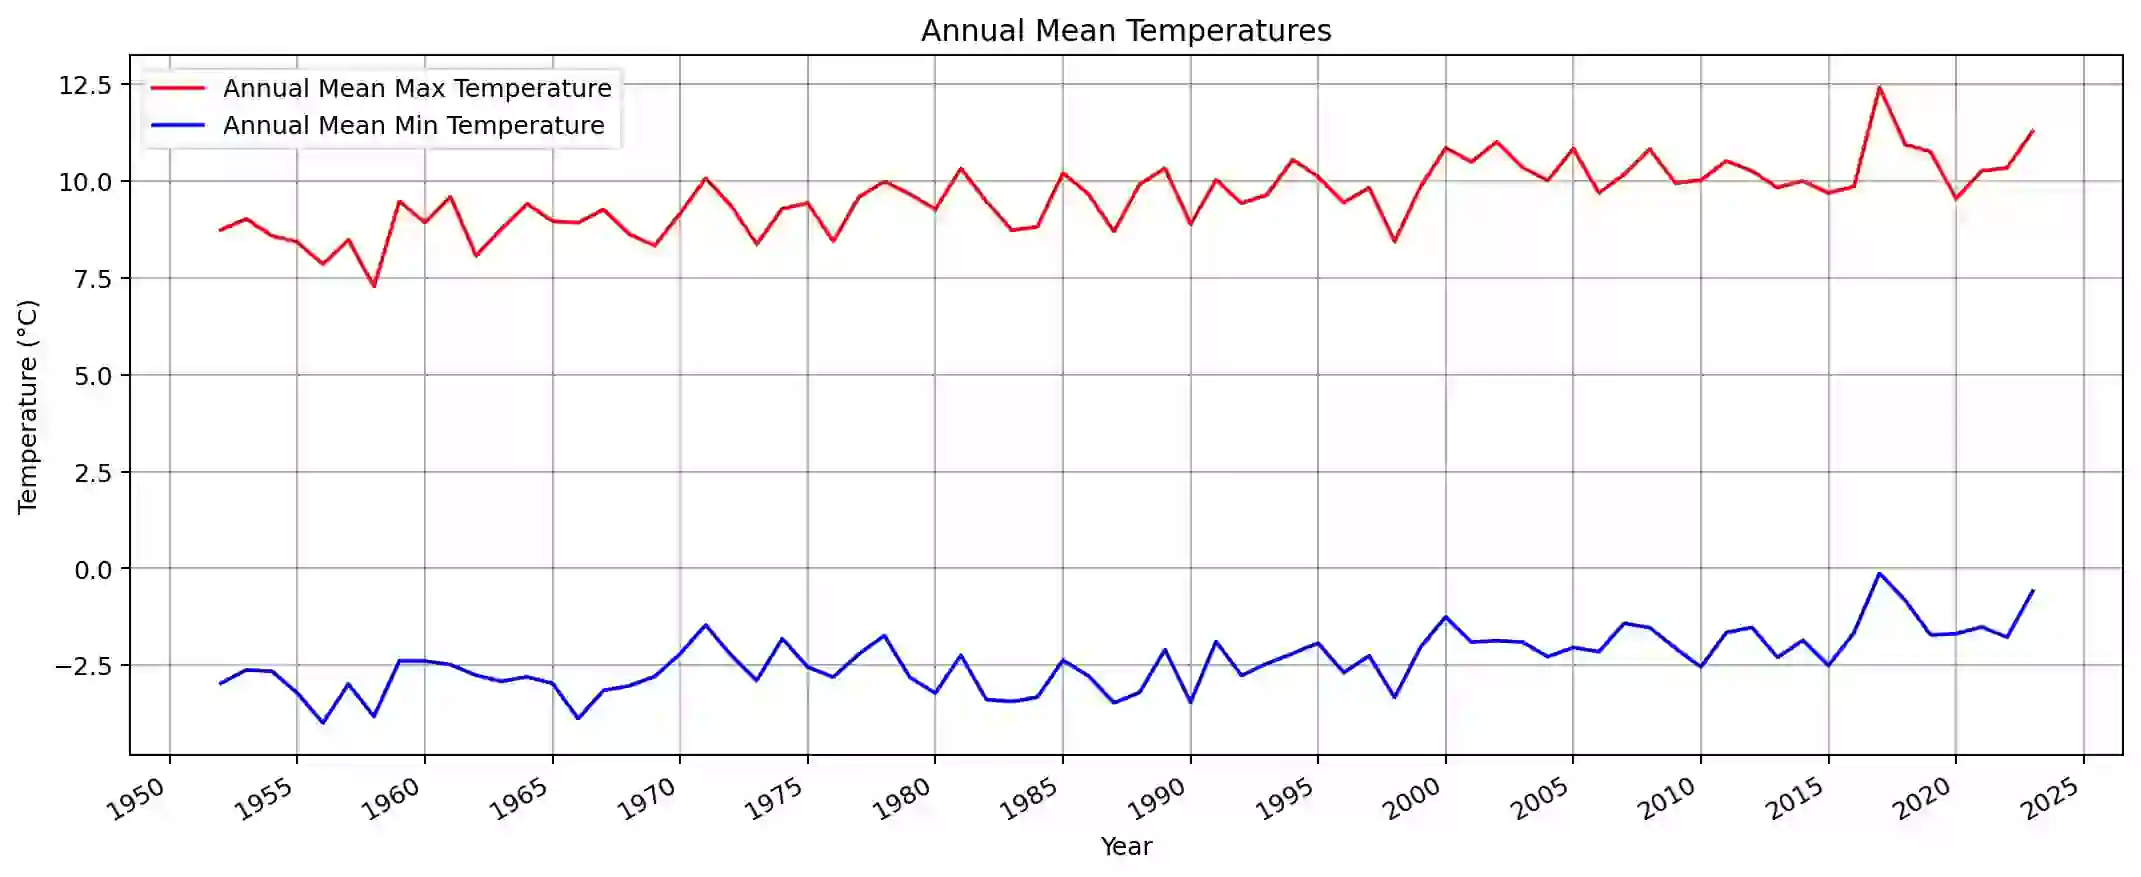 Annual Mean Temperatures
12.5
Annual Mean Max Temperature
Annual Mean Min Temperature
10.0
7.5
5.0
2.5
0.0
−2.5
Temperature (°C)
1950 1955 1960 1965 1970 1975 1980 1985 1990 1995 2000 2005 2010 2015 2020 2025
Year